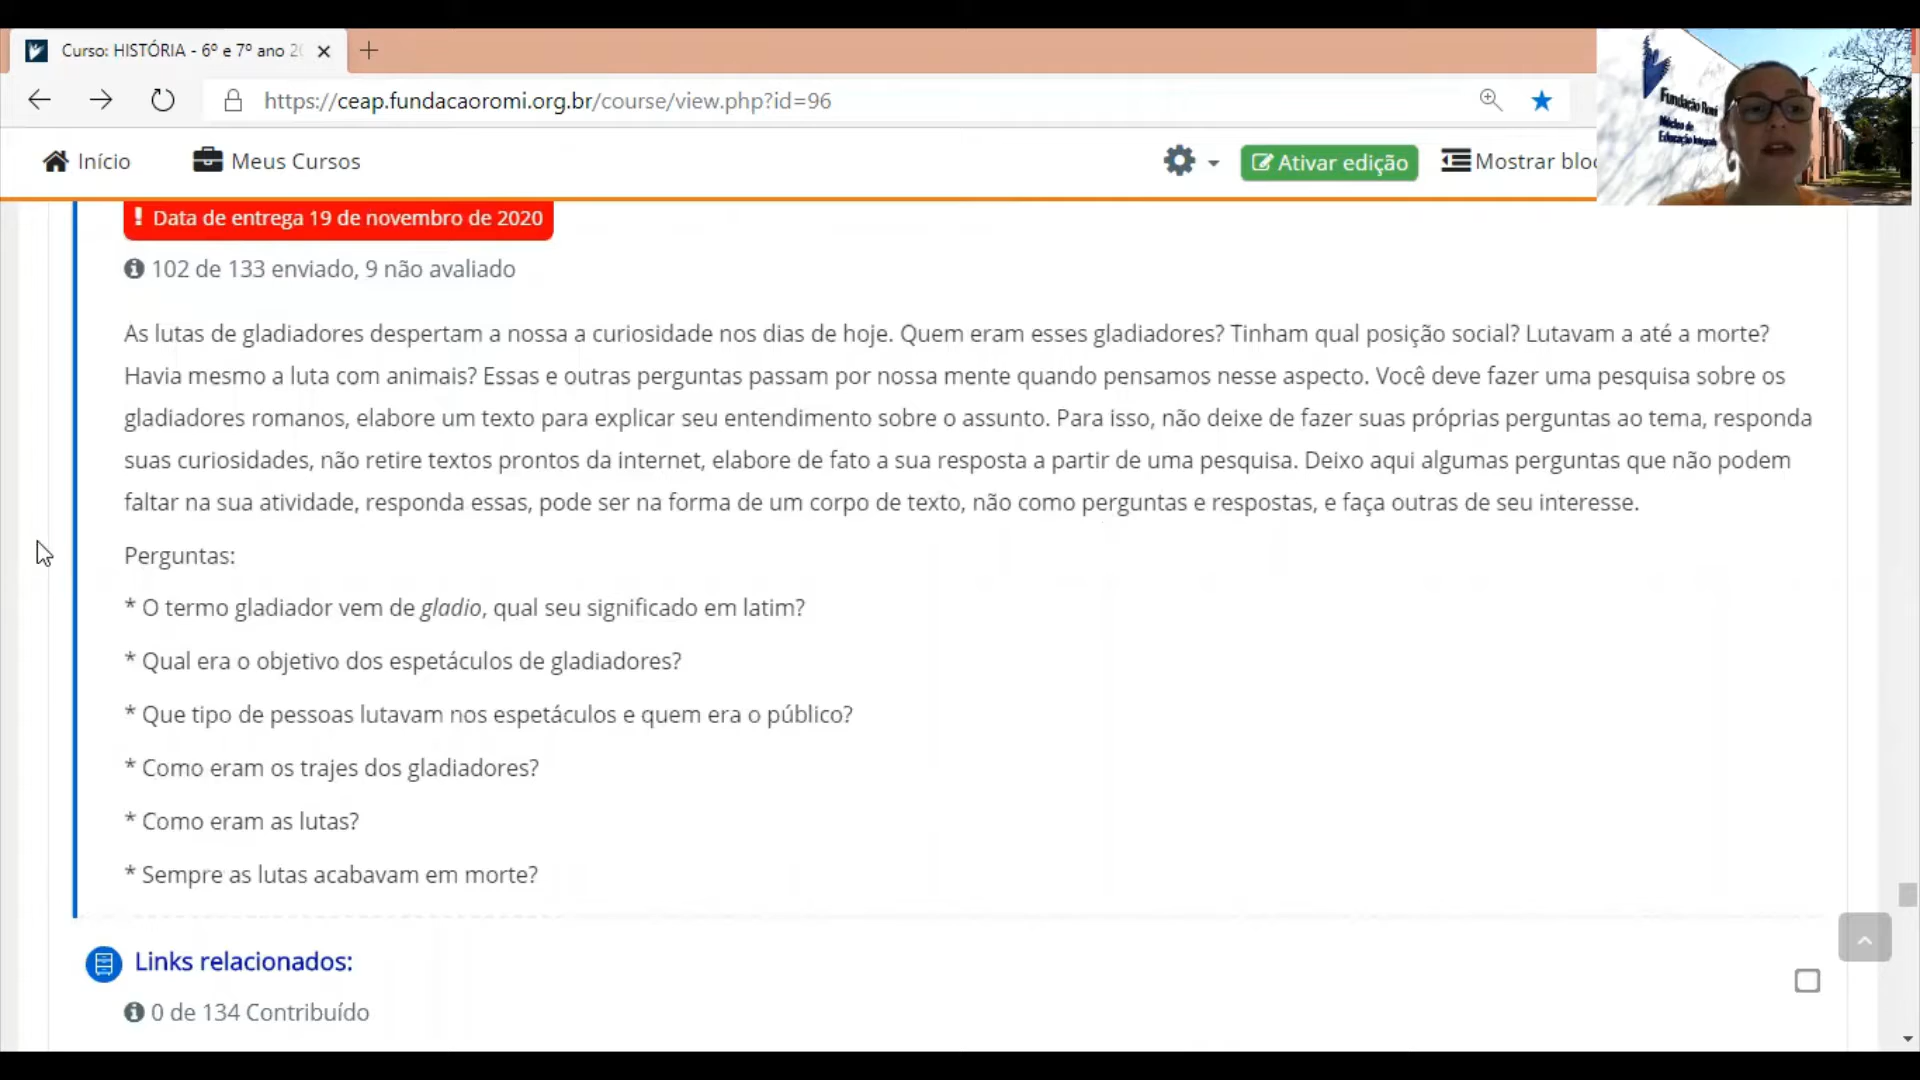 Curso: HISTÓRIA - 6º e 7º ano 20
https://ceap.fundacaoromi.org.br/course/view.php?id=96
Fundação Romi
Núcleo de
Educação Integrada
Início
Meus Cursos
Ativar edição
Mostrar bloc
! Data de entrega 19 de novembro de 2020
102 de 133 enviado, 9 não avaliado
As lutas de gladiadores despertam a nossa a curiosidade nos dias de hoje. Quem eram esses gladiadores? Tinham qual posição social? Lutavam a até a morte?
Havia mesmo a luta com animais? Essas e outras perguntas passam por nossa mente quando pensamos nesse aspecto. Você deve fazer uma pesquisa sobre os
gladiadores romanos, elabore um texto para explicar seu entendimento sobre o assunto. Para isso, não deixe de fazer suas próprias perguntas ao tema, responda
suas curiosidades, não retire textos prontos da internet, elabore de fato a sua resposta a partir de uma pesquisa. Deixo aqui algumas perguntas que não podem
faltar na sua atividade, responda essas, pode ser na forma de um corpo de texto, não como perguntas e respostas, e faça outras de seu interesse.
Perguntas:
* O termo gladiador vem de gladio, qual seu significado em latim?
* Qual era o objetivo dos espetáculos de gladiadores?
* Que tipo de pessoas lutavam nos espetáculos e quem era o público?
* Como eram os trajes dos gladiadores?
* Como eram as lutas?
* Sempre as lutas acabavam em morte?
Links relacionados:
0 de 134 Contribuído